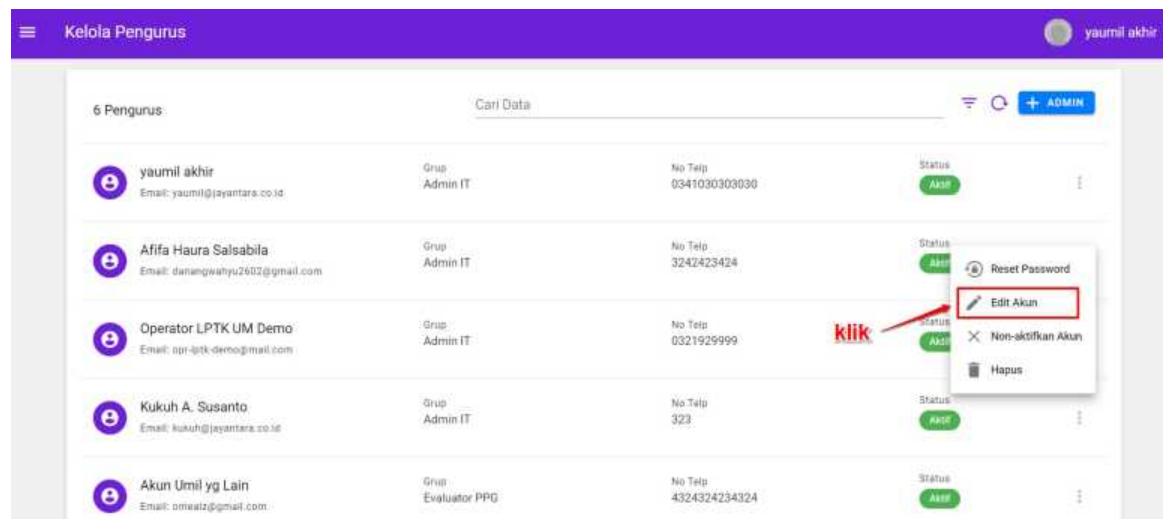 Kelola Pengurus
yaumil akhir
6 Pengurus
Cari Data
+ ADMIN
yaumil akhir
Email: yaumil@jayantara.co.id
Grup
Admin IT
No Telp
0341030303030
Status
Aktif
Afifa Haura Salsabila
Email: danangwahyu2602@gmail.com
Grup
Admin IT
No Telp
3242423424
Status
Aktif
Reset Password
Edit Akun
Non-aktifkan Akun
Hapus
klik
Operator LPTK UM Demo
Email: opr-lptk-demo@mail.com
Grup
Admin IT
No Telp
0321929999
Status
Aktif
Kukuh A. Susanto
Email: kukuh@jayantara.co.id
Grup
Admin IT
No Telp
323
Status
Aktif
Akun Umil yg Lain
Email: omealz@gmail.com
Grup
Evaluator PPG
No Telp
4324324234324
Status
Aktif